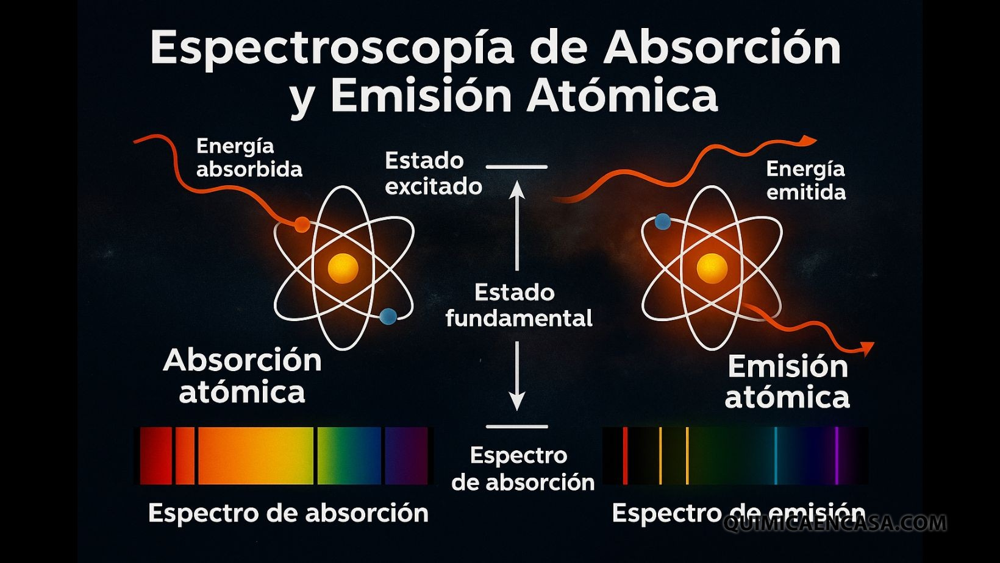 Espectroscopía de Absorción
y Emisión Atómica
Energía
absorbida
Estado
excitado
Energía
emitida
Estado
fundamental
Absorción
atómica
Emisión
atómica
Espectro
de absorción
Espectro de absorción
Espectro de emisión
QUIMICAENCASA.COM